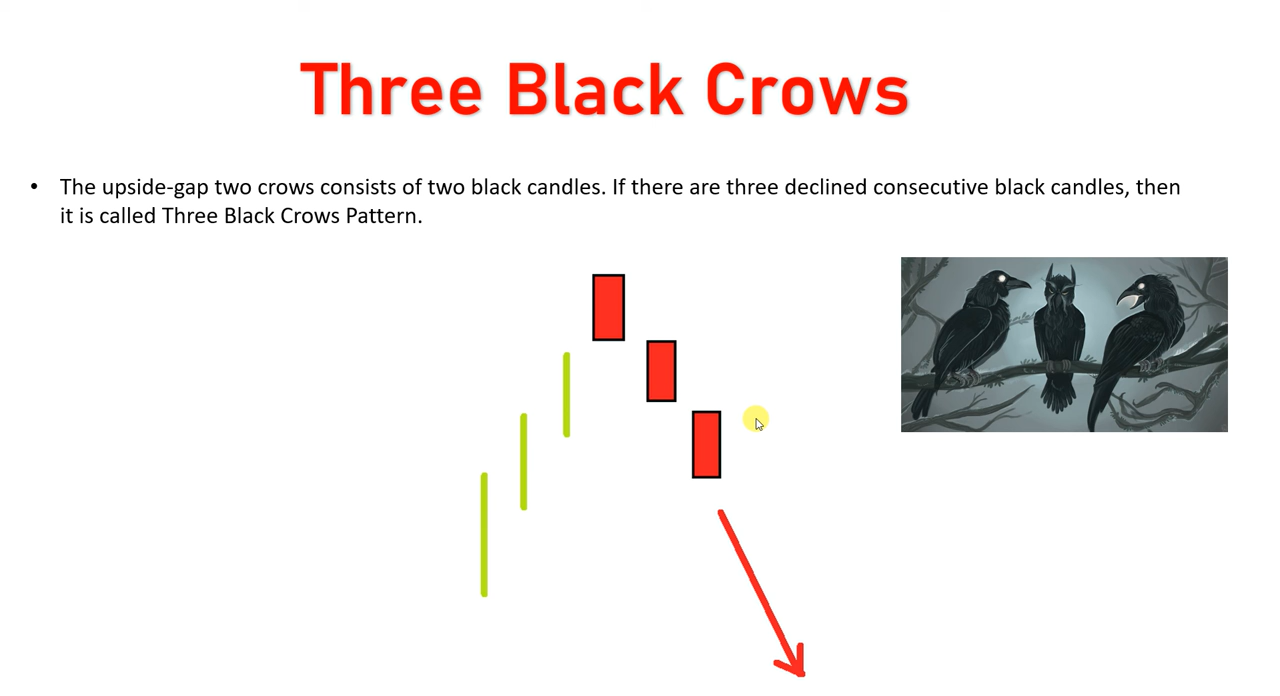 Three Black Crows
• The upside-gap two crows consists of two black candles. If there are three declined consecutive black candles, then
it is called Three Black Crows Pattern.